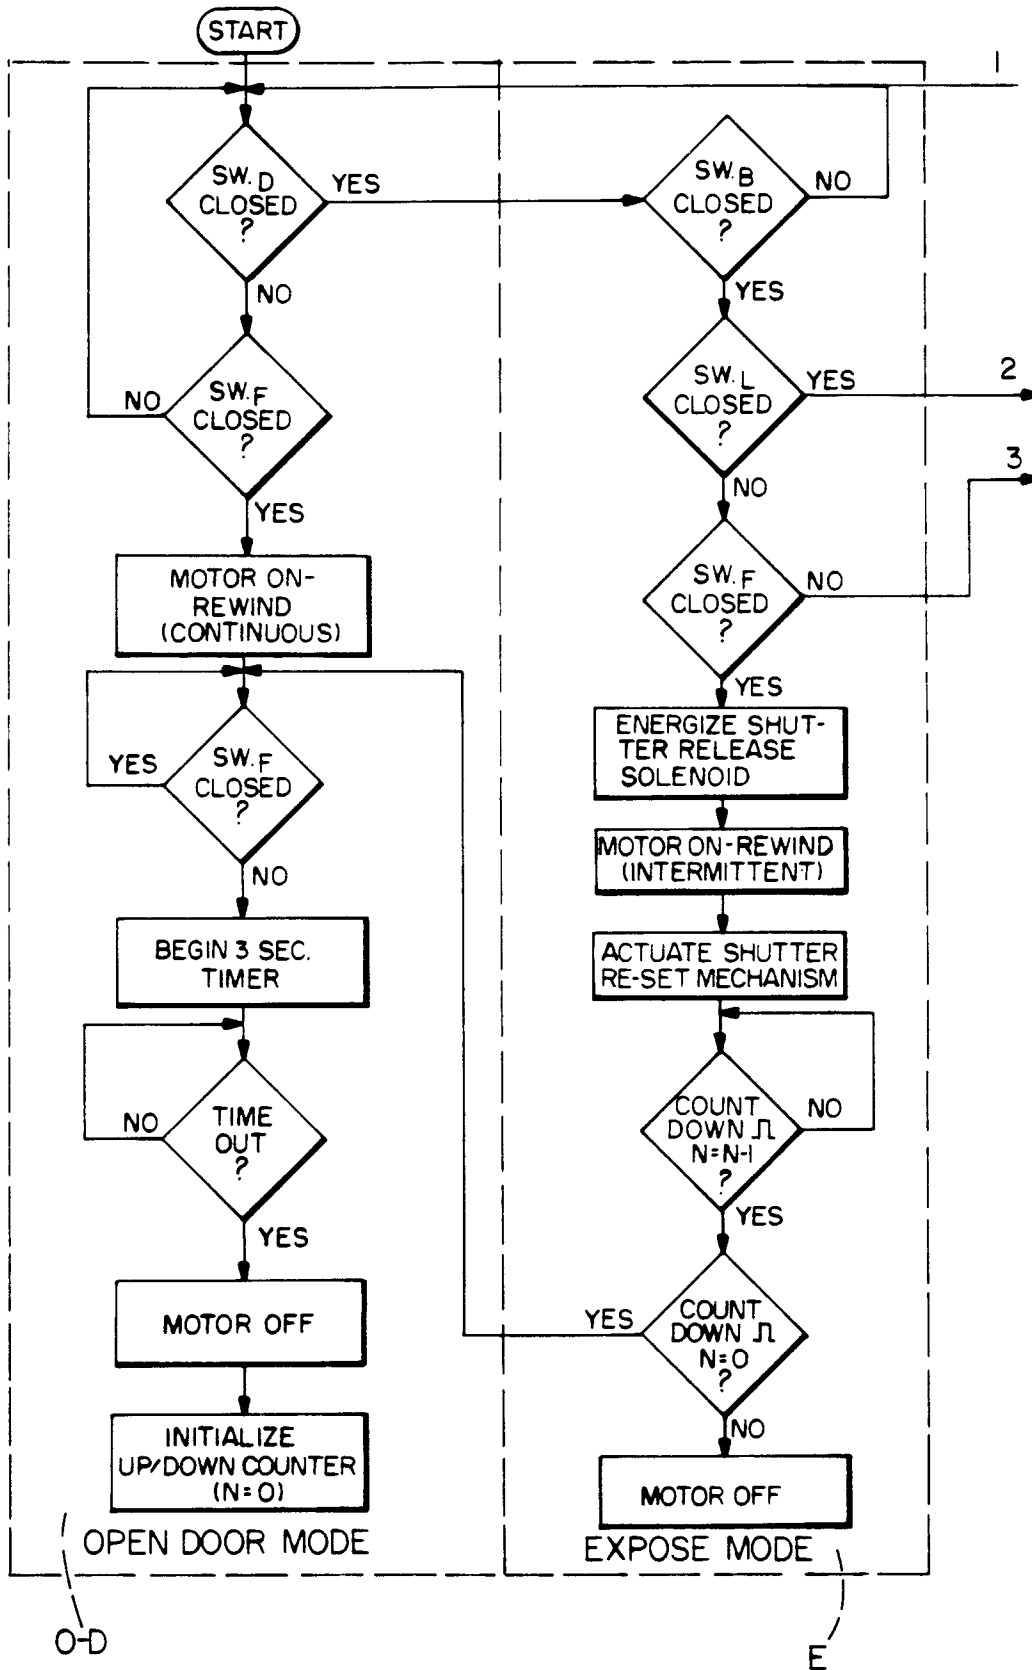 START
1
SW.D
CLOSED
?
YES
NO
SW.B
CLOSED
?
NO
YES
SW.F
CLOSED
?
NO
YES
SW.L
CLOSED
?
YES
2
NO
3
MOTOR ON-
REWIND
(CONTINUOUS)
SW.F
CLOSED
?
NO
YES
SW.F
CLOSED
?
YES
NO
ENERGIZE SHUT-
TER RELEASE
SOLENOID
MOTOR ON-REWIND
(INTERMITTENT)
BEGIN 3 SEC.
TIMER
ACTUATE SHUTTER
RE-SET MECHANISM
TIME
OUT
?
NO
YES
COUNT
DOWN
N=N-1
?
NO
YES
MOTOR OFF
COUNT
DOWN
N=0
?
YES
NO
INITIALIZE
UP/DOWN COUNTER
(N=0)
MOTOR OFF
OPEN DOOR MODE
EXPOSE MODE
O-D
E